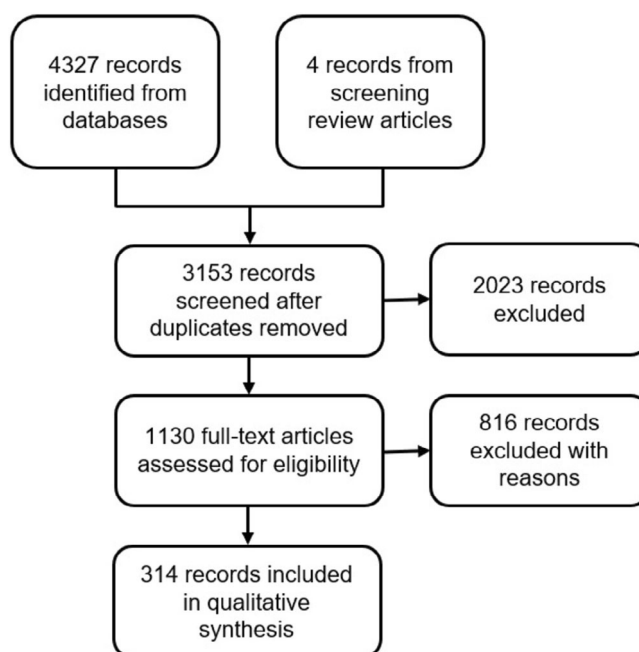 4327 records
identified from
databases
4 records from
screening
review articles
3153 records
screened after
duplicates removed
2023 records
excluded
1130 full-text articles
assessed for eligibility
816 records
excluded with
reasons
314 records included
in qualitative
synthesis